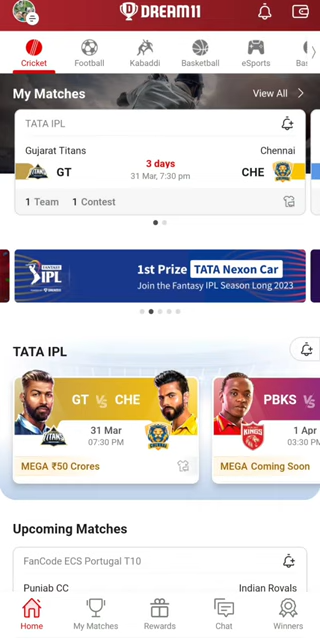 DREAM11
Cricket Football Kabaddi Basketball eSports Bas
My Matches View All
TATA IPL
Gujarat Titans Chennai
GT 3 days CHE
31 Mar, 7:30 pm
1 Team 1 Contest
FANTASY IPL 1st Prize TATA Nexon Car
Join the Fantasy IPL Season Long 2023
TATA IPL
GT VS CHE PBKS VS
TITANS 31 Mar KINGS 1 Apr
07:30 PM 03:30 PM
MEGA ₹50 Crores MEGA Coming Soon
Upcoming Matches
FanCode ECS Portugal T10
Punjab CC Indian Royals
Home My Matches Rewards Chat Winners